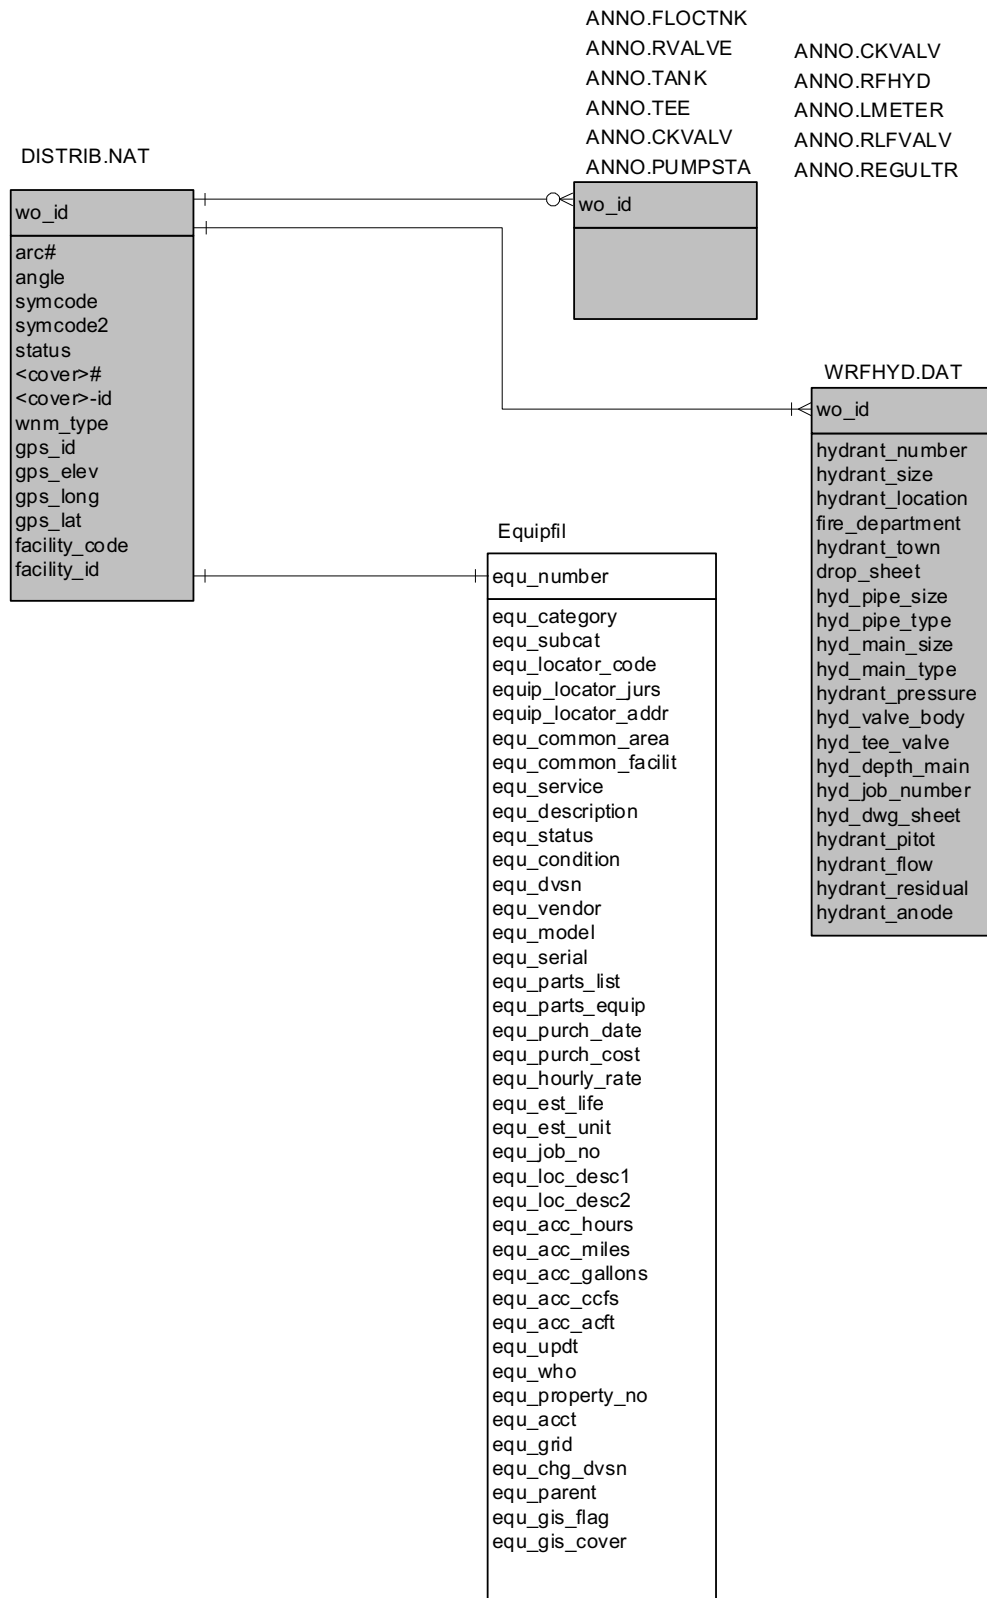 ANNO.FLOCTNK
ANNO.RVALVE
ANNO.TANK
ANNO.TEE
ANNO.CKVALV
ANNO.PUMPSTA
ANNO.CKVALV
ANNO.RFHYD
ANNO.LMETER
ANNO.RLFVALV
ANNO.REGULTR
wo_id
DISTRIB.NAT
wo_id
arc#
angle
symcode
symcode2
status
<cover>#
<cover>-id
wnm_type
gps_id
gps_elev
gps_long
gps_lat
facility_code
facility_id
WRFHYD.DAT
wo_id
hydrant_number
hydrant_size
hydrant_location
fire_department
hydrant_town
drop_sheet
hyd_pipe_size
hyd_pipe_type
hyd_main_size
hyd_main_type
hydrant_pressure
hyd_valve_body
hyd_tee_valve
hyd_depth_main
hyd_job_number
hyd_dwg_sheet
hydrant_pitot
hydrant_flow
hydrant_residual
hydrant_anode
Equipfil
equ_number
equ_category
equ_subcat
equ_locator_code
equip_locator_jurs
equip_locator_addr
equ_common_area
equ_common_facilit
equ_service
equ_description
equ_status
equ_condition
equ_dvsn
equ_vendor
equ_model
equ_serial
equ_parts_list
equ_parts_equip
equ_purch_date
equ_purch_cost
equ_hourly_rate
equ_est_life
equ_est_unit
equ_job_no
equ_loc_desc1
equ_loc_desc2
equ_acc_hours
equ_acc_miles
equ_acc_gallons
equ_acc_ccfs
equ_acc_acft
equ_updt
equ_who
equ_property_no
equ_acct
equ_grid
equ_chg_dvsn
equ_parent
equ_gis_flag
equ_gis_cover